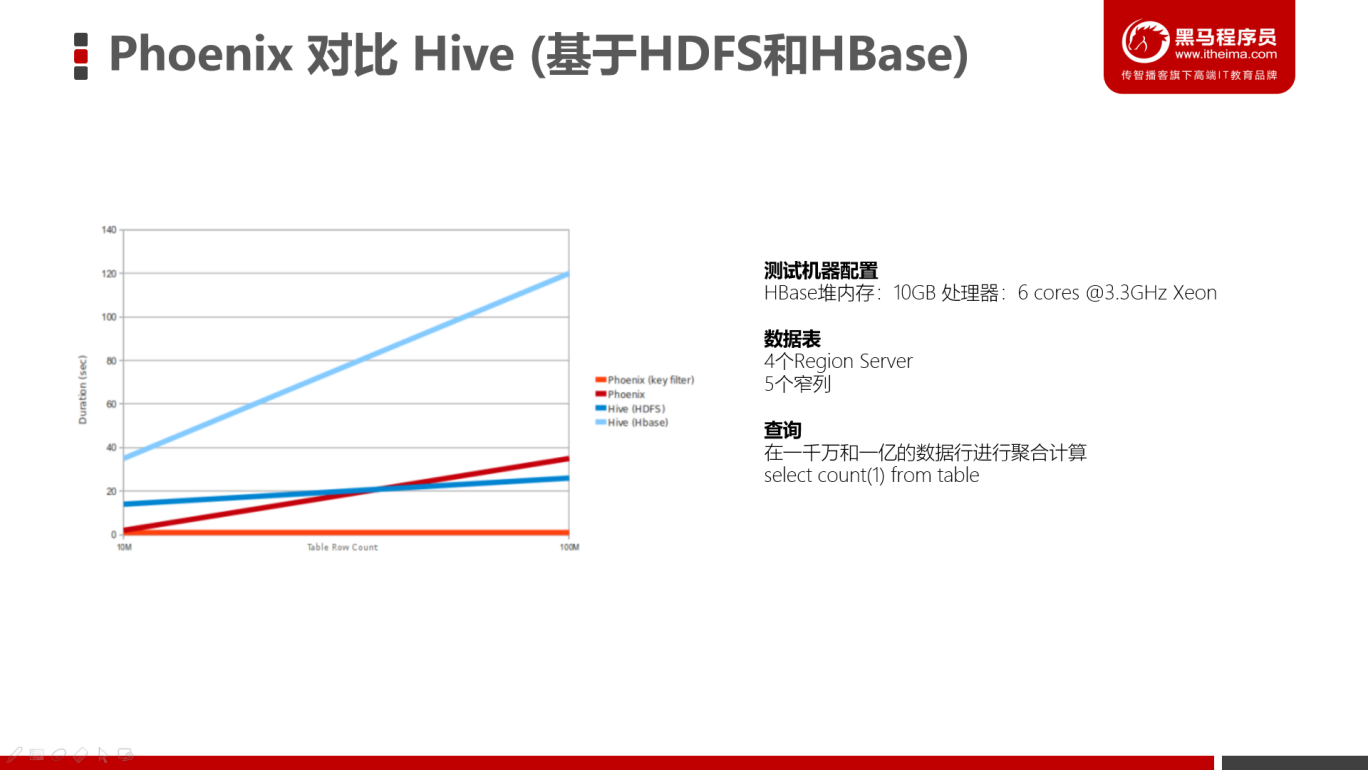 Phoenix 对比 Hive (基于HDFS和HBase)
黑马程序员
www.itheima.com
传智播客旗下高端IT教育品牌
140
120
100
80
60
40
20
0
Duration (sec)
10M
Table Row Count
100M
Phoenix (key filter)
Phoenix
Hive (HDFS)
Hive (Hbase)
测试机器配置
HBase堆内存：10GB 处理器：6 cores @3.3GHz Xeon
数据表
4个Region Server
5个窄列
查询
在一千万和一亿的数据行进行聚合计算
select count(1) from table